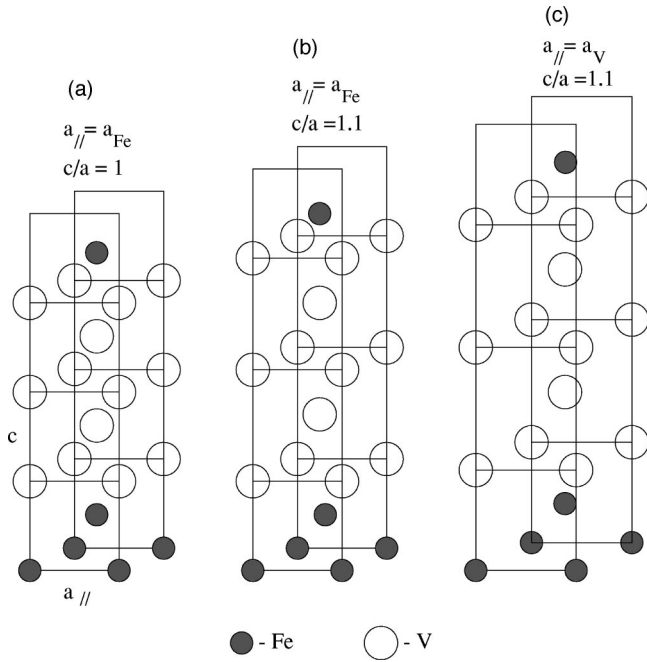 (a)
a// = aFe
c/a = 1
(b)
a// = aFe
c/a =1.1
(c)
a// = aV
c/a =1.1
c
a//
- Fe
- V